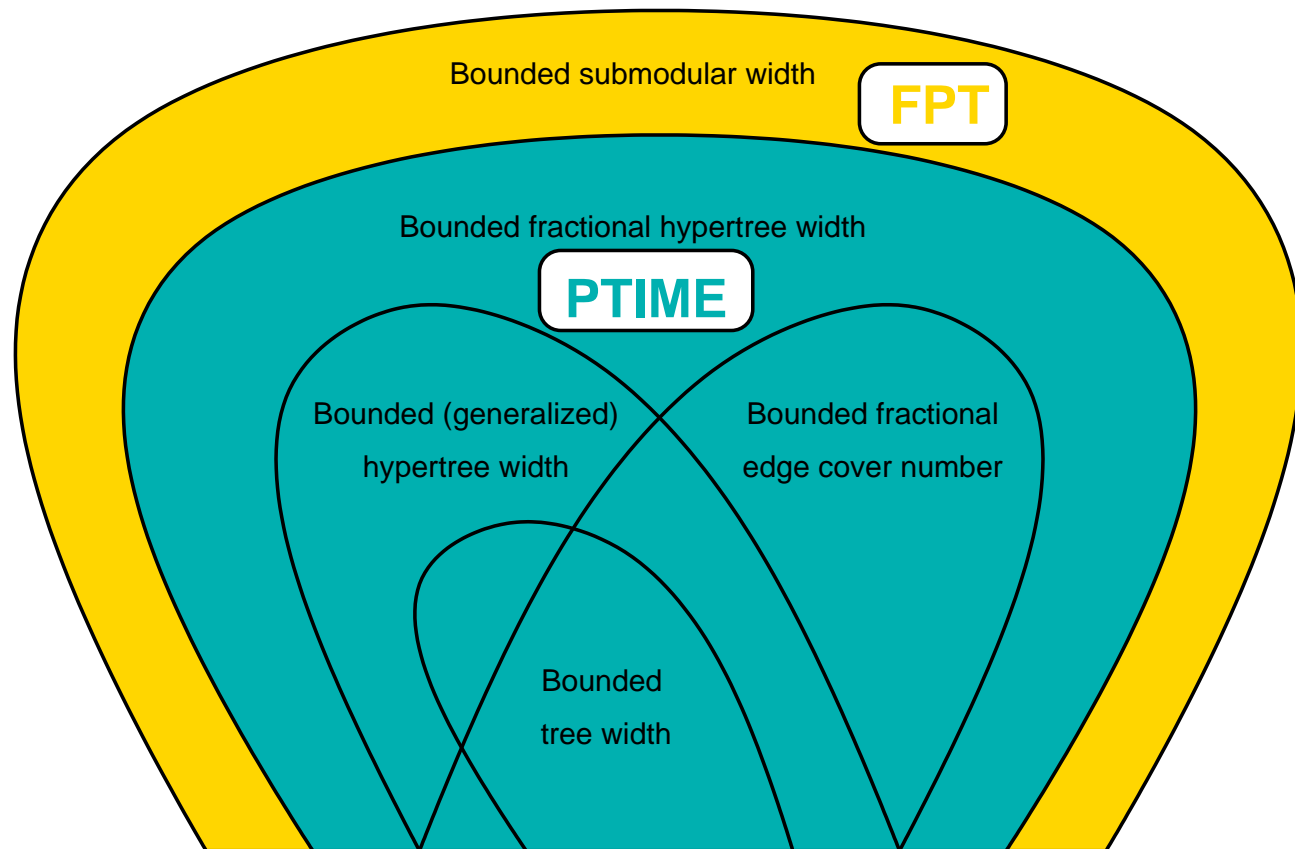 Bounded submodular width
FPT
Bounded fractional hypertree width
PTIME
Bounded (generalized)
hypertree width
Bounded fractional
edge cover number
Bounded
tree width